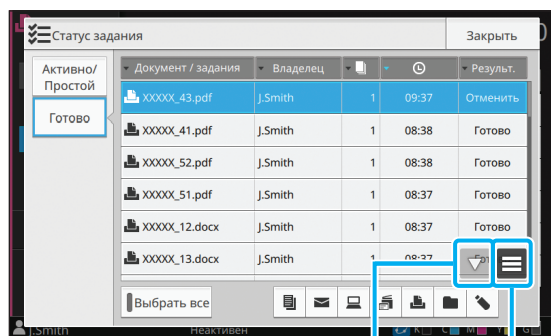 Статус задания
Закрыть
Активно/
Простой
Готово
Документ / задания Владелец Результ.
XXXXX_43.pdf J.Smith 1 09:37 Отменить
XXXXX_41.pdf J.Smith 1 08:38 Готово
XXXXX_52.pdf J.Smith 1 08:38 Готово
XXXXX_51.pdf J.Smith 1 08:37 Готово
XXXXX_12.docx J.Smith 1 08:37 Готово
XXXXX_13.docx J.Smith 1 08:37
Выбрать все
J.Smith Неактивен K C M Y G